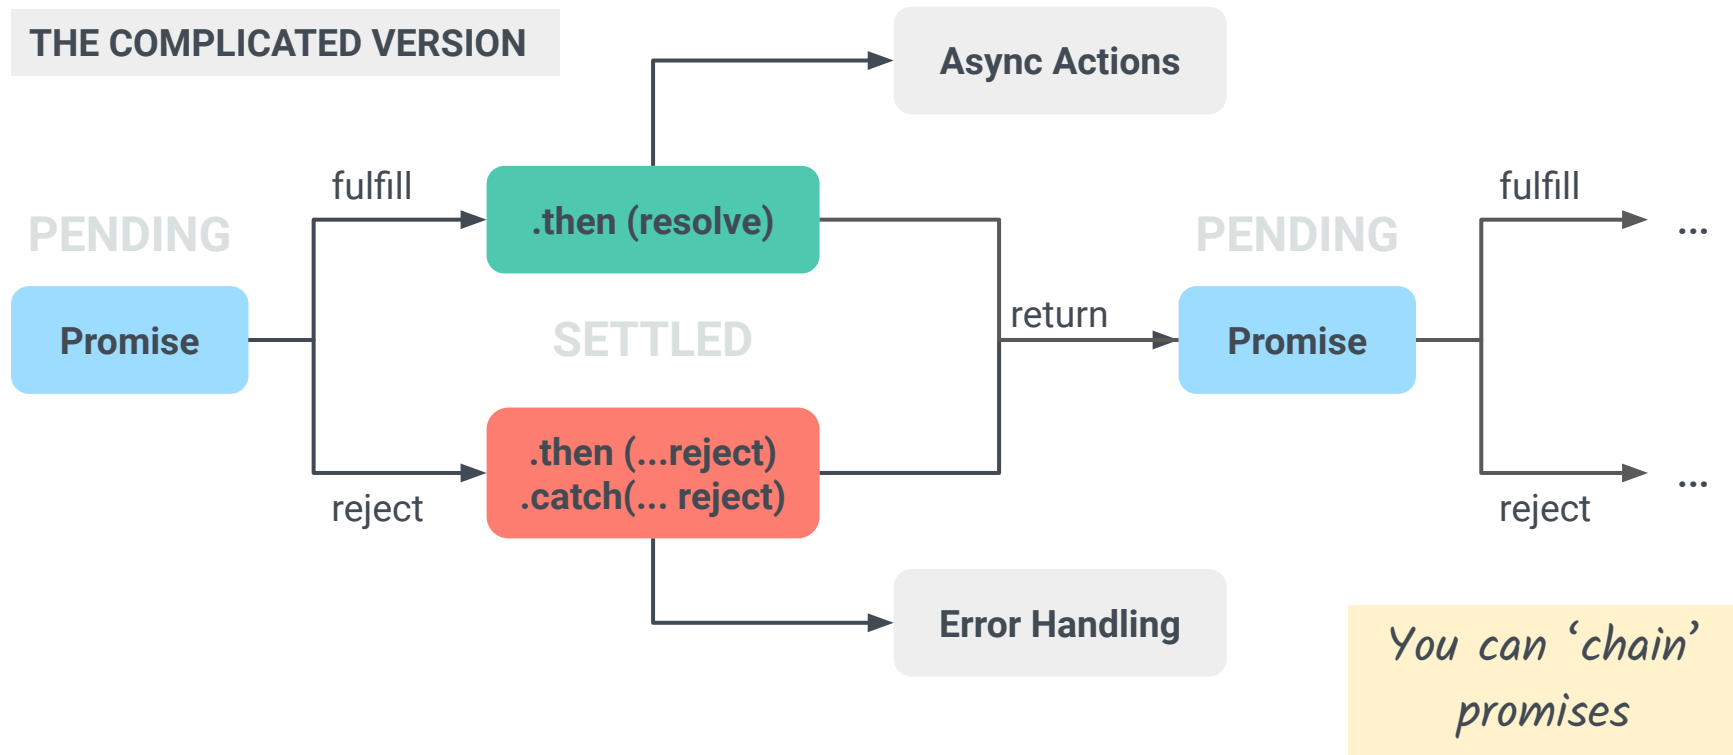 THE COMPLICATED VERSION
Async Actions
fulfill
.then (resolve)
fulfill
PENDING
PENDING
...
return
Promise
SETTLED
Promise
.then (...reject)
.catch(... reject)
...
reject
reject
Error Handling
You can ‘chain’
promises